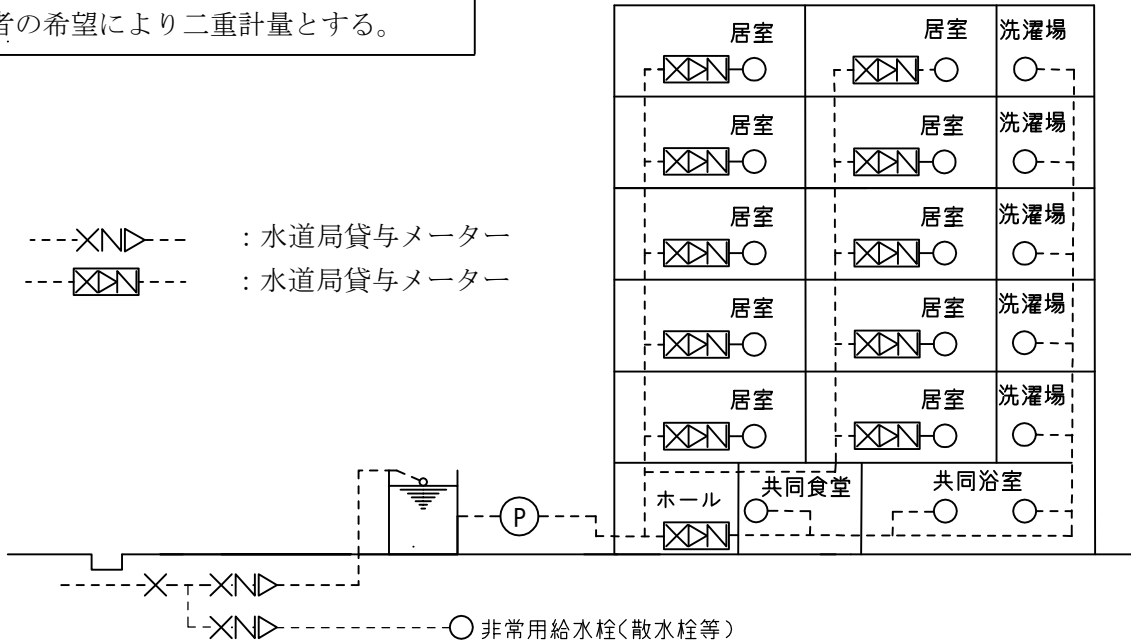 者の希望により二重計量とする。
居室 居室 洗濯場
居室 居室 洗濯場
居室 居室 洗濯場
居室 居室 洗濯場
居室 居室 洗濯場
:水道局貸与メーター
:水道局貸与メーター
ホール 共同食堂 共同浴室
P
非常用給水栓(散水栓等)